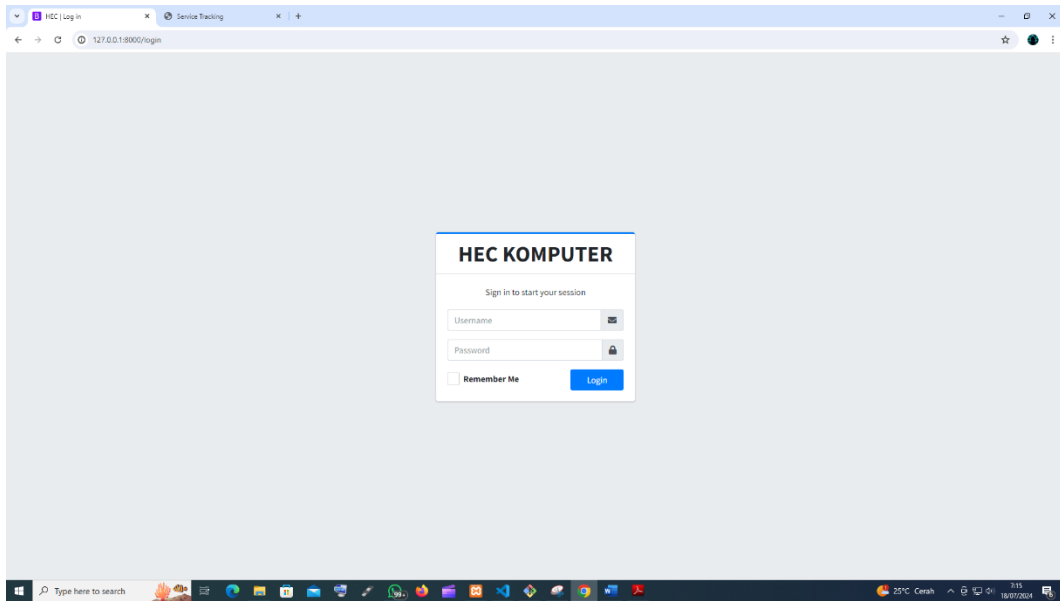 HEC | Log in
Service Tracking
127.0.0.1:8000/login
HEC KOMPUTER
Sign in to start your session
Username
Password
Remember Me
Login
Type here to search
99+
25°C Cerah
7:15
18/07/2024